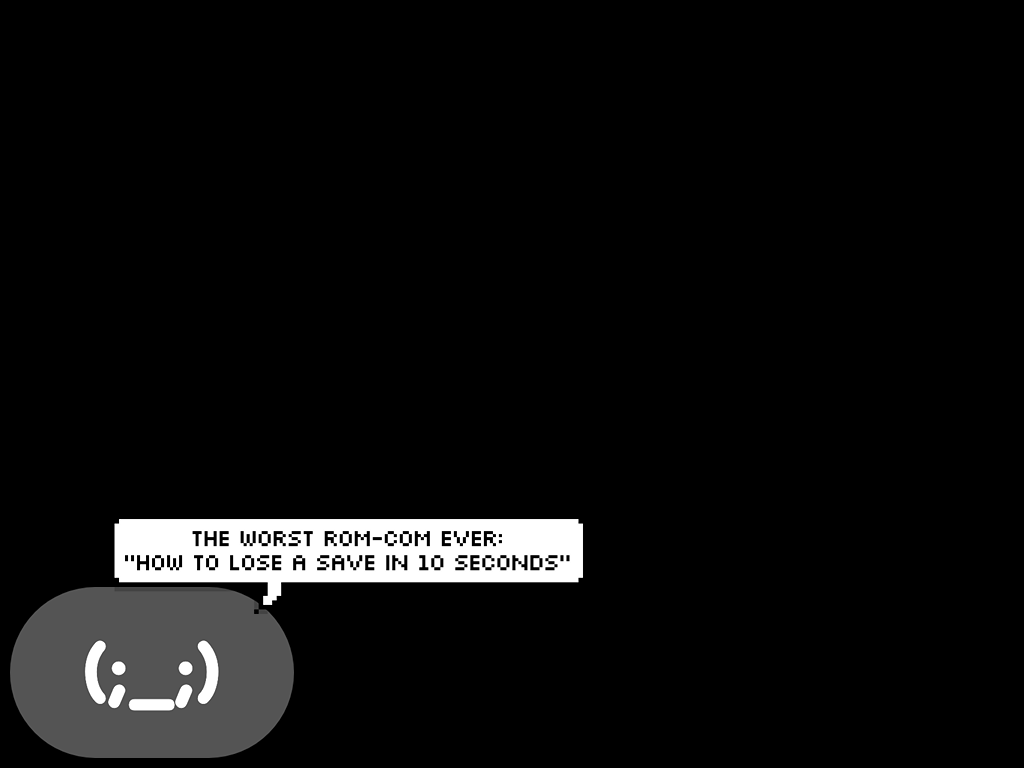 THE WORST ROM-COM EVER:
"HOW TO LOSE A SAVE IN 10 SECONDS"
(;_;)